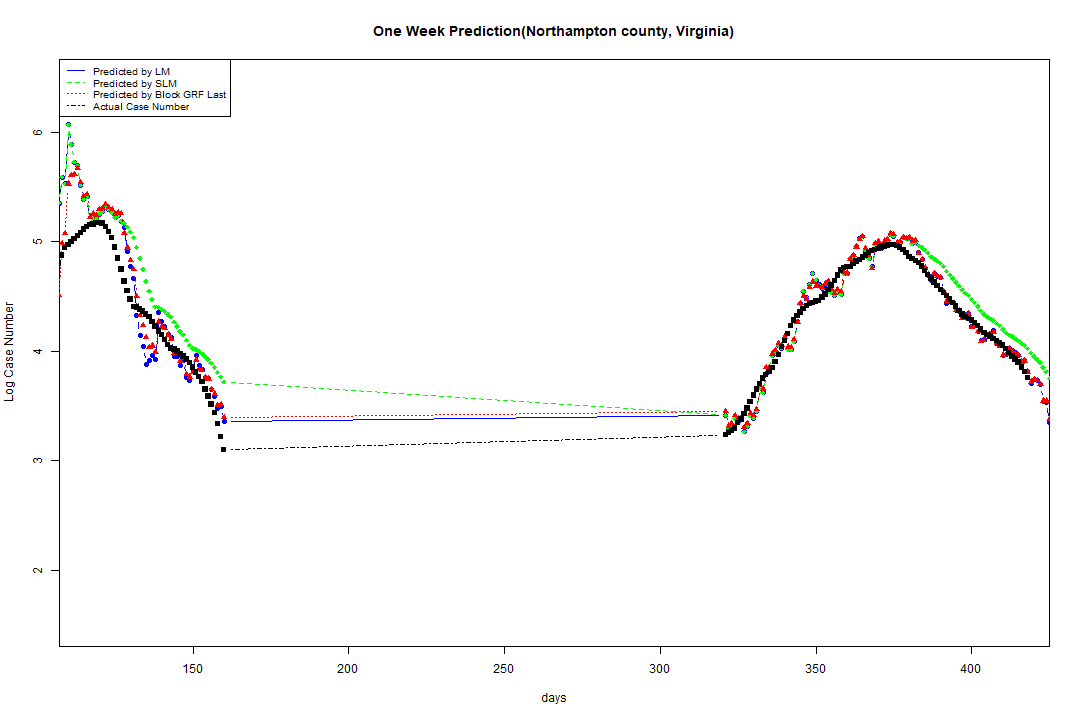 One Week Prediction(Northampton county, Virginia)
Predicted by LM
Predicted by SLM
Predicted by Block GRF Last
Actual Case Number
6
5
4
3
2
Log Case Number
150
200
250
300
350
400
days